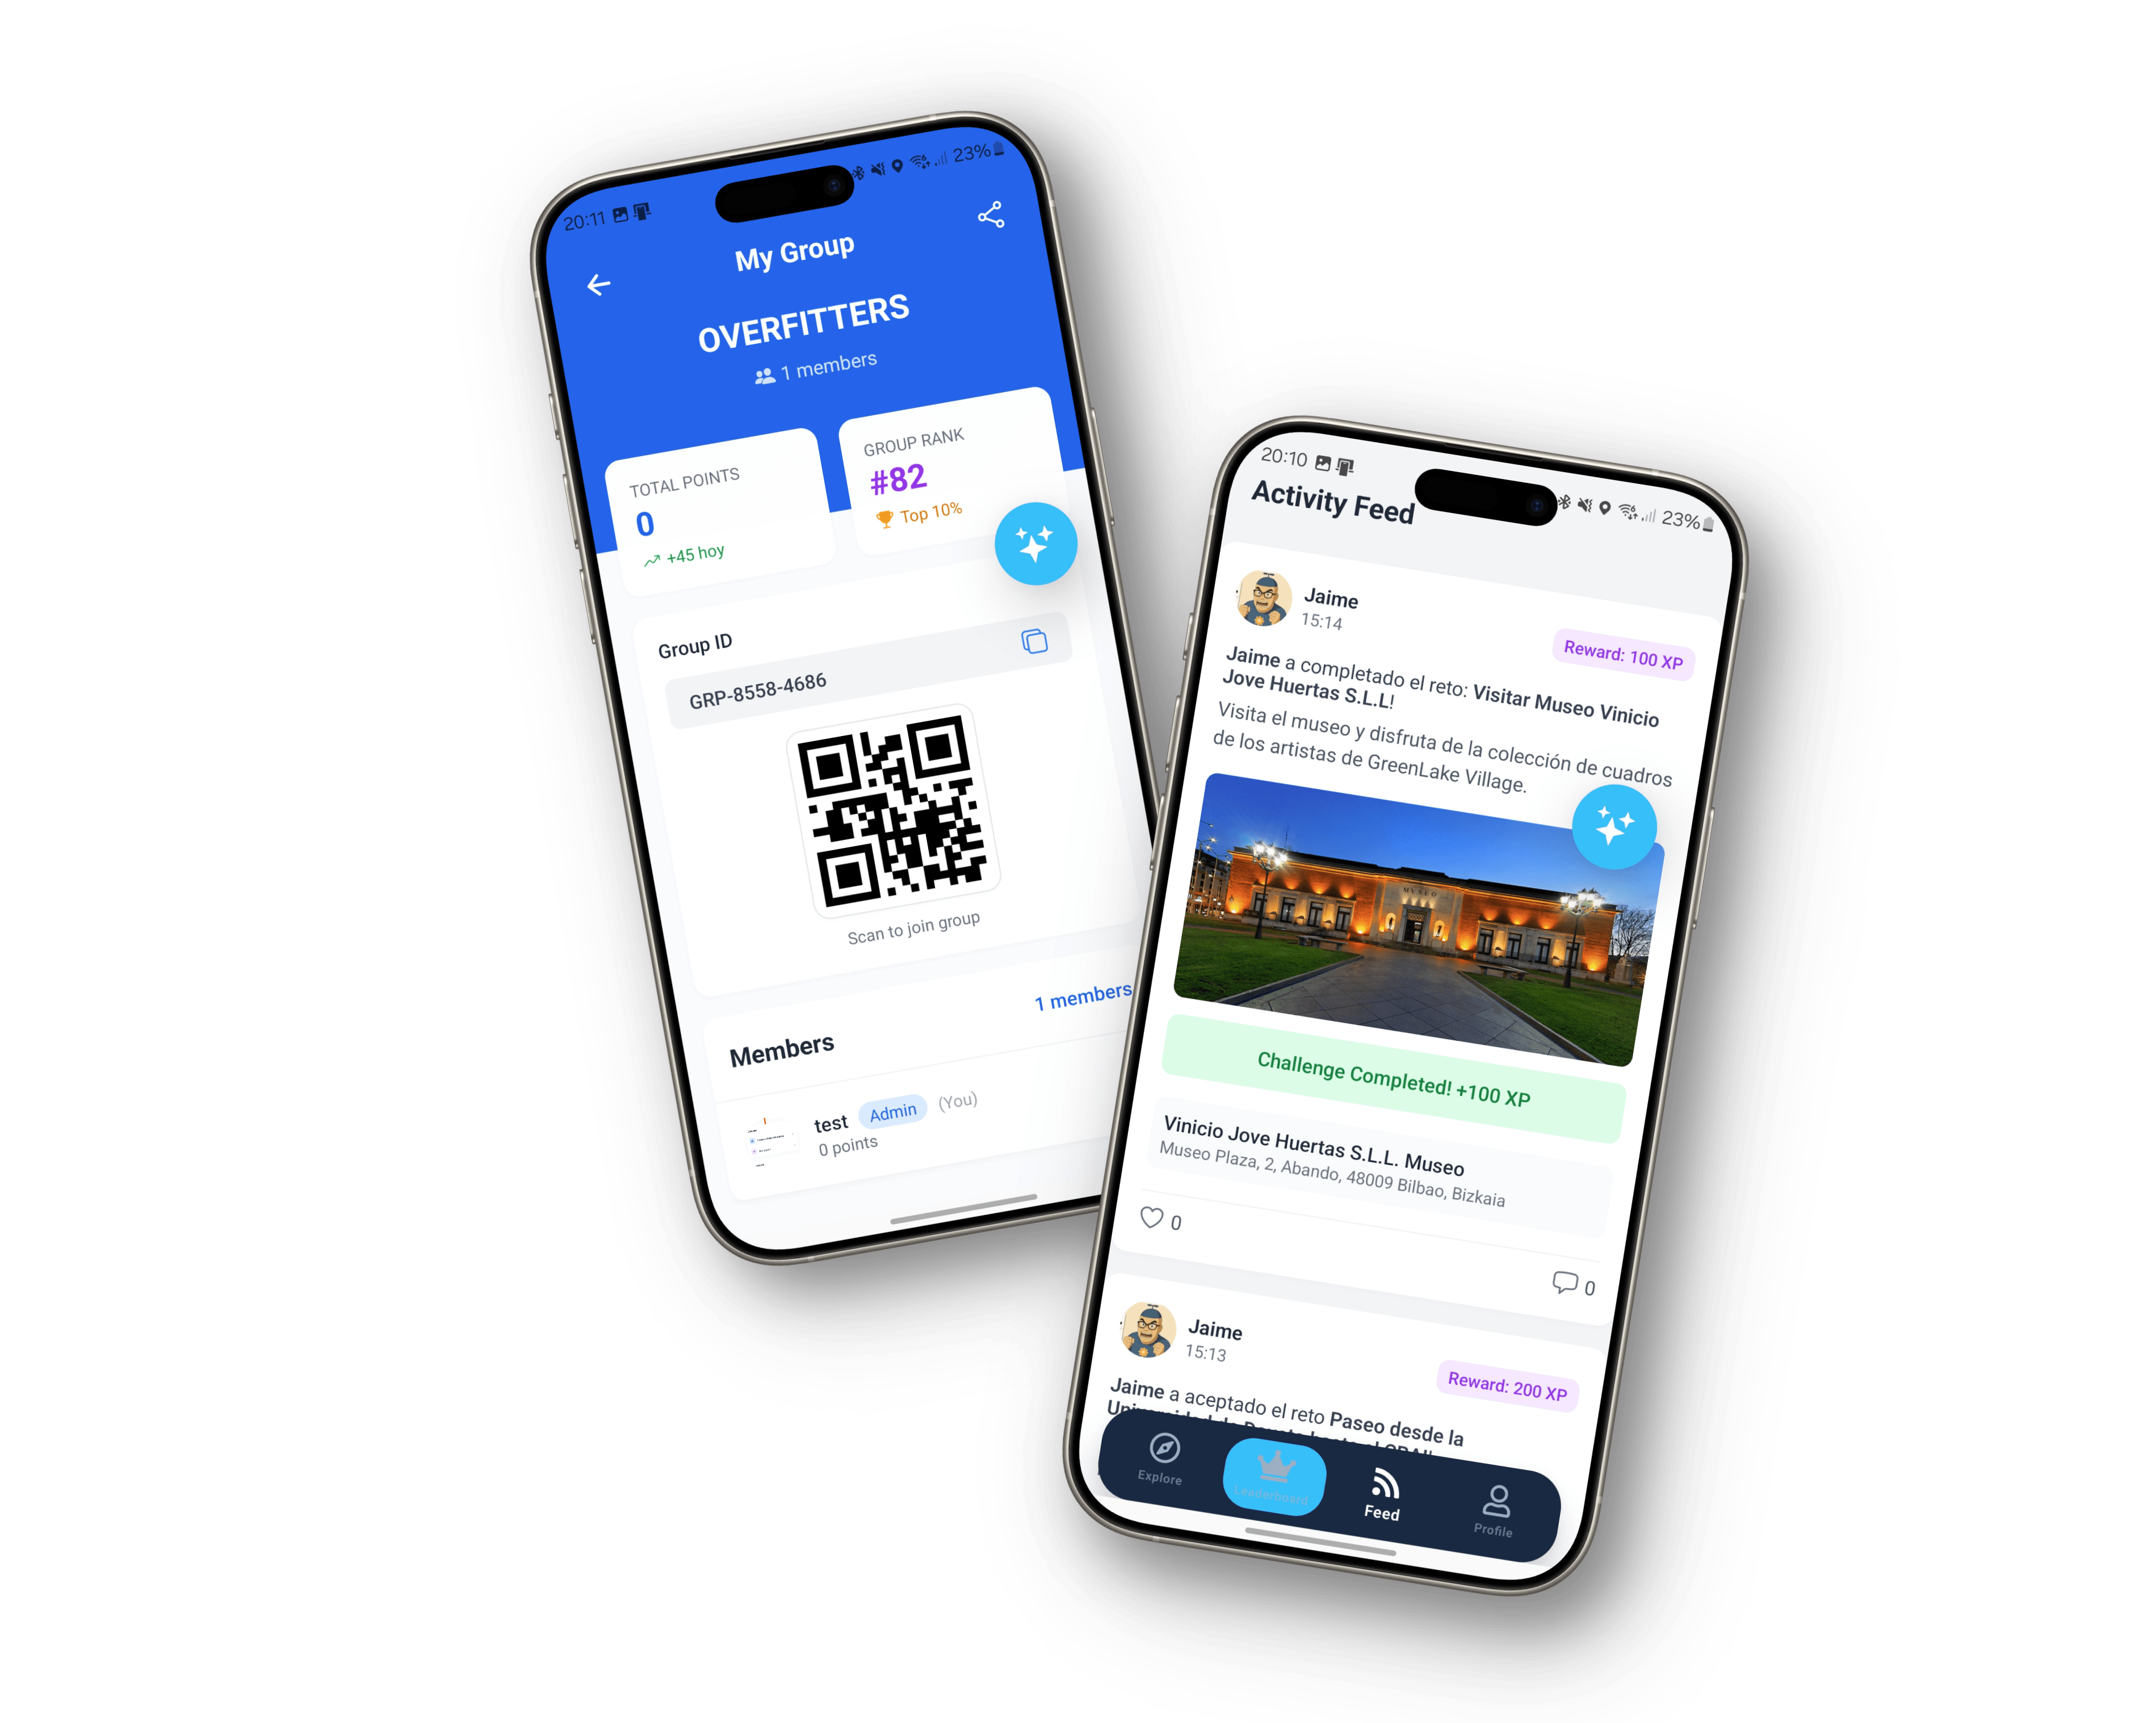 20:11
23%
My Group
OVERFITTERS
1 members
TOTAL POINTS
0
+45 hoy
GROUP RANK
#82
Top 10%
Group ID
GRP-8558-4686
Scan to join group
Members
1 members
test Admin (You)
0 points
20:10
23%
Activity Feed
Jaime
15:14
Reward: 100 XP
Jaime a completado el reto: Visitar Museo Vinicio
Jove Huertas S.L.L!
Visita el museo y disfruta de la colección de cuadros
de los artistas de GreenLake Village.
MUSEO
Challenge Completed! +100 XP
Vinicio Jove Huertas S.L.L. Museo
Museo Plaza, 2, Abando, 48009 Bilbao, Bizkaia
0
0
Jaime
15:13
Reward: 200 XP
Jaime a aceptado el reto Paseo desde la
Explore
Leaderboard
Feed
Profile